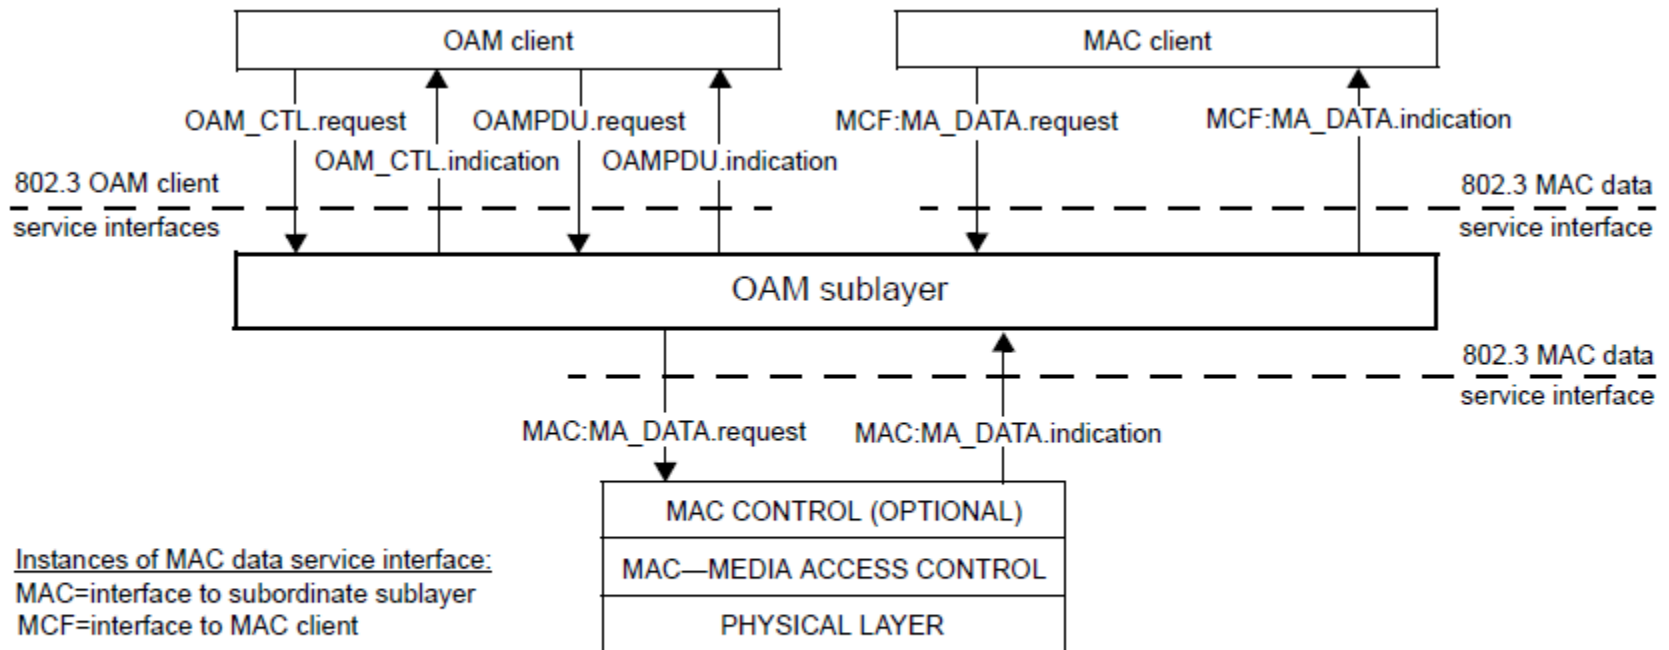 OAM client
MAC client
OAM_CTL.request
OAMPDU.request
MCF:MA_DATA.request
MCF:MA_DATA.indication
OAM_CTL.indication
OAMPDU.indication
802.3 OAM client
service interfaces
802.3 MAC data
service interface
OAM sublayer
802.3 MAC data
service interface
MAC:MA_DATA.request
MAC:MA_DATA.indication
MAC CONTROL (OPTIONAL)
MAC—MEDIA ACCESS CONTROL
PHYSICAL LAYER
Instances of MAC data service interface:
MAC=interface to subordinate sublayer
MCF=interface to MAC client